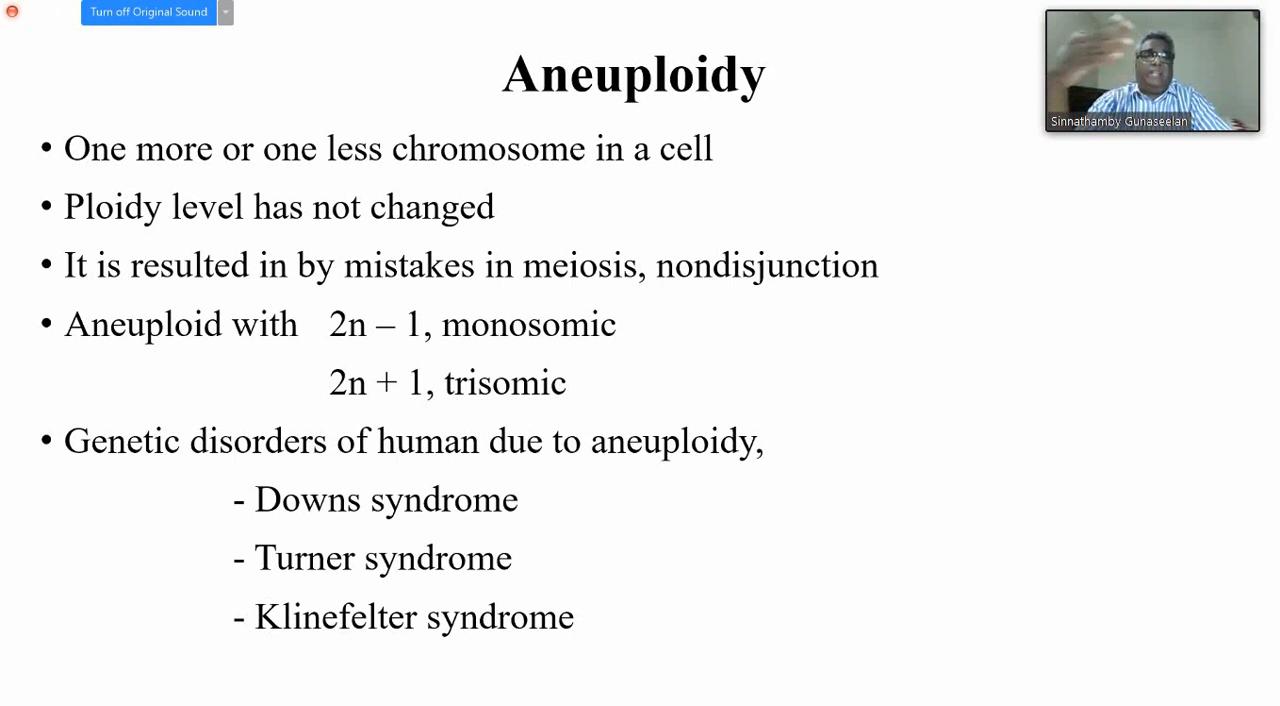 Turn off Original Sound
Aneuploidy
Sinnathamby Gunaseelan
• One more or one less chromosome in a cell
• Ploidy level has not changed
• It is resulted in by mistakes in meiosis, nondisjunction
• Aneuploid with 2n – 1, monosomic
2n + 1, trisomic
• Genetic disorders of human due to aneuploidy,
- Downs syndrome
- Turner syndrome
- Klinefelter syndrome